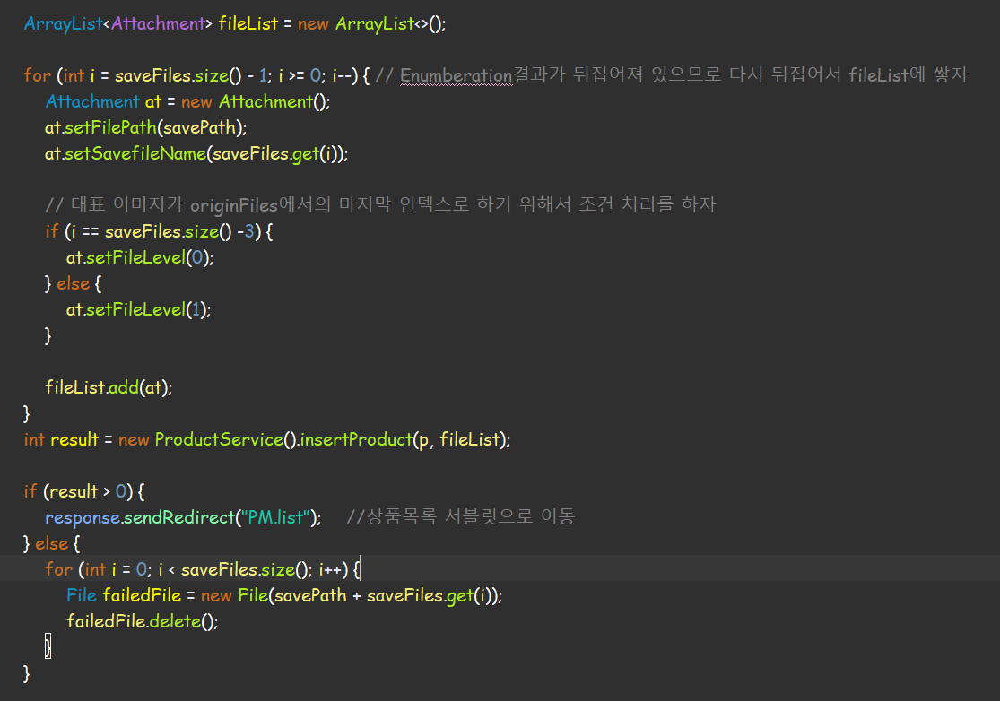 ArrayList<Attachment> fileList = new ArrayList<>();
for (int i = saveFiles.size() - 1; i >= 0; i--) { // Enumberation결과가 뒤집어져 있으므로 다시 뒤집어서 fileList에 쌓자
Attachment at = new Attachment();
at.setFilePath(savePath);
at.setSavefileName(saveFiles.get(i));
// 대표 이미지가 originFiles에서의 마지막 인덱스로 하기 위해서 조건 처리를 하자
if (i == saveFiles.size() -3) {
at.setFileLevel(0);
} else {
at.setFileLevel(1);
}
fileList.add(at);
}
int result = new ProductService().insertProduct(p, fileList);
if (result > 0) {
response.sendRedirect("PM.list"); //상품목록 서블릿으로 이동
} else {
for (int i = 0; i < saveFiles.size(); i++) {
File failedFile = new File(savePath + saveFiles.get(i));
failedFile.delete();
}
}